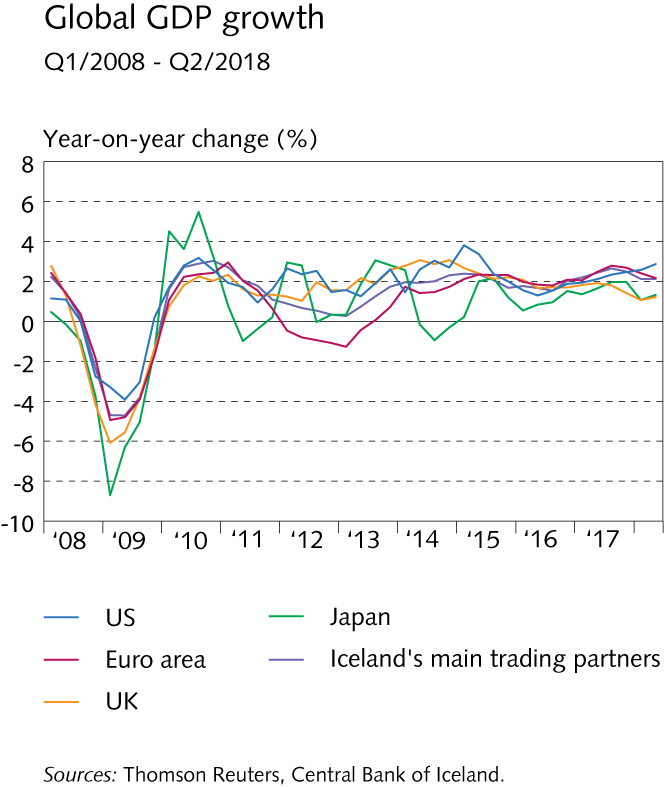 Global GDP growth
Q1/2008 - Q2/2018
Year-on-year change (%)
8
6
4
2
0
-2
-4
-6
-8
-10
‘08 ‘09 ‘10 ‘11 ‘12 ‘13 ‘14 ‘15 ‘16 ‘17
US Japan
Euro area Iceland's main trading partners
UK
Sources: Thomson Reuters, Central Bank of Iceland.